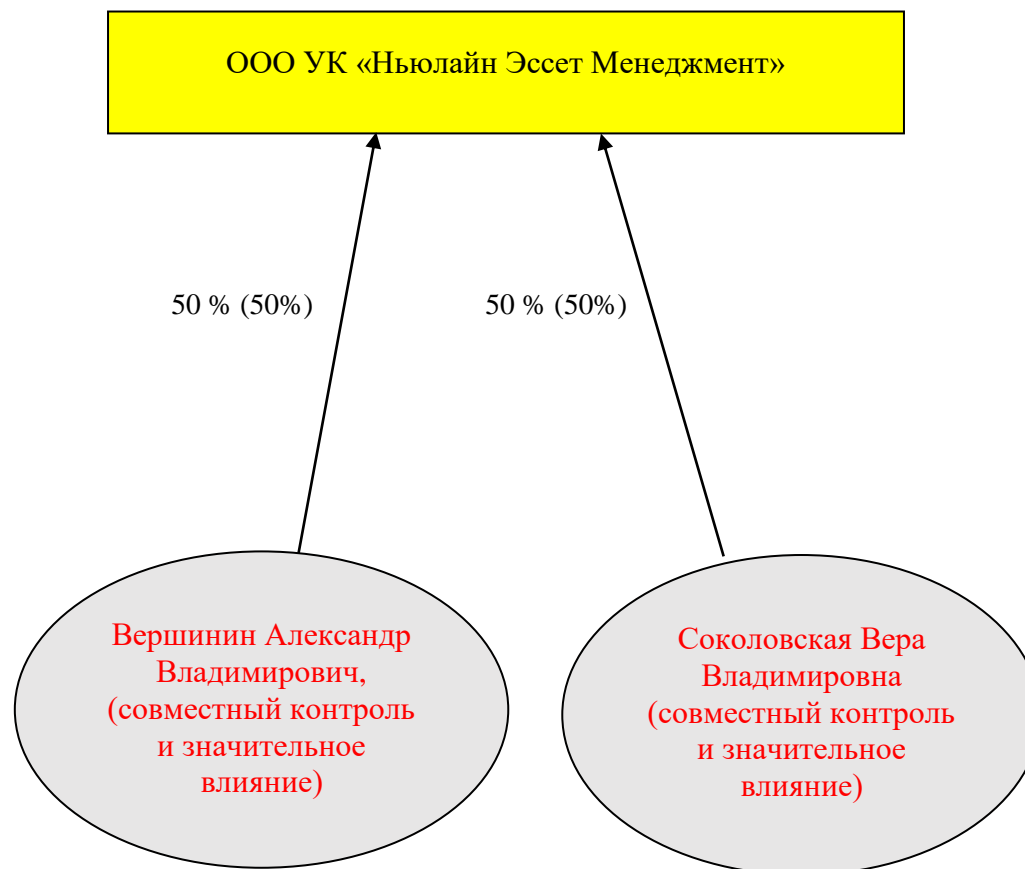 ООО УК «Ньюлайн Эссет Менеджмент»
50 % (50%)
50 % (50%)
Вершинин Александр
Владимирович,
(совместный контроль
и значительное
влияние)
Соколовская Вера
Владимировна
(совместный контроль
и значительное
влияние)